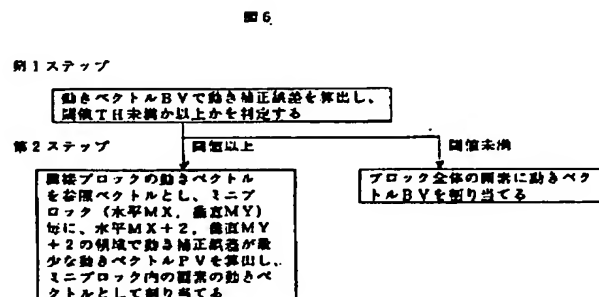 図6
第1ステップ
動きベクトルBVで動き補正誤差を算出し、
閾値TH未満か以上かを判定する
第2ステップ
閾値以上
閾値未満
隣接ブロックの動きベクトル
を参照ベクトルとし、ミニブ
ロック(水平MX,垂直MY)
毎に、水平MX+2,垂直MY
+2の領域で動き補正誤差が最
少な動きベクトルPVを算出し、
ミニブロック内の画素の動きベ
クトルとして割り当てる
ブロック全体の画素に動きベク
トルBVを割り当てる